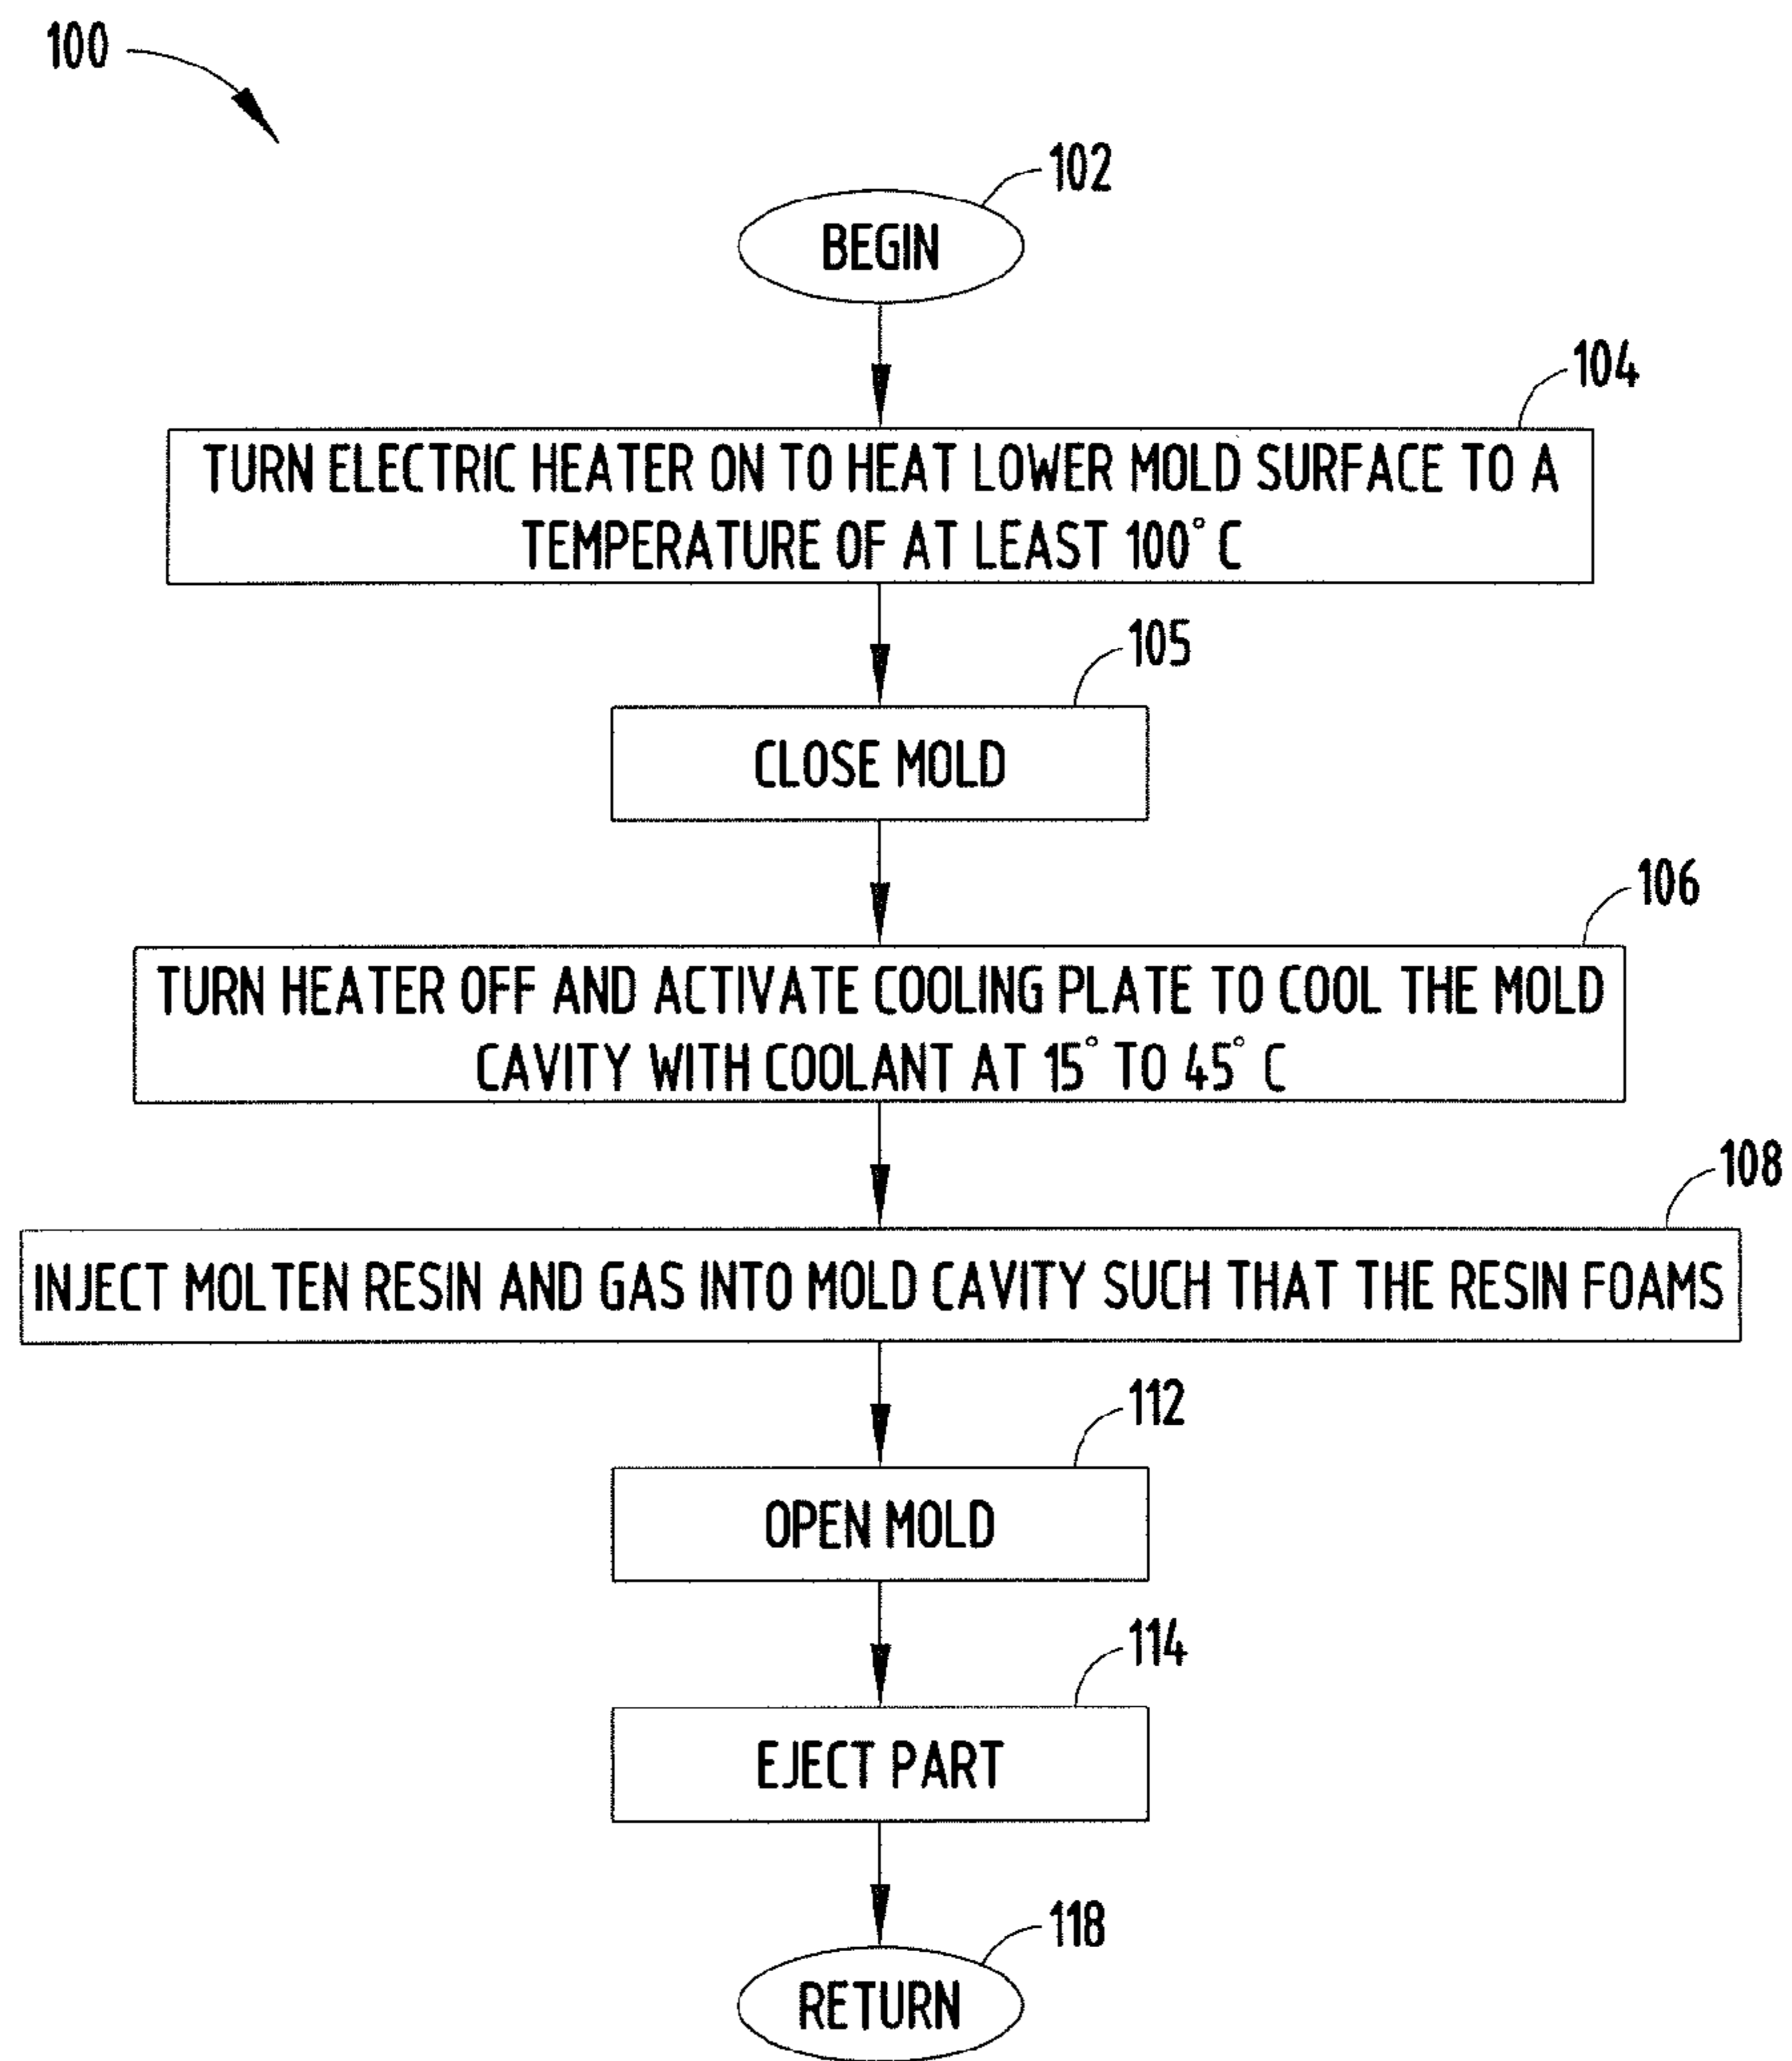 100
102
BEGIN
104
TURN ELECTRIC HEATER ON TO HEAT LOWER MOLD SURFACE TO A
TEMPERATURE OF AT LEAST 100° C
105
CLOSE MOLD
106
TURN HEATER OFF AND ACTIVATE COOLING PLATE TO COOL THE MOLD
CAVITY WITH COOLANT AT 15° TO 45° C
108
INJECT MOLTEN RESIN AND GAS INTO MOLD CAVITY SUCH THAT THE RESIN FOAMS
112
OPEN MOLD
114
EJECT PART
118
RETURN